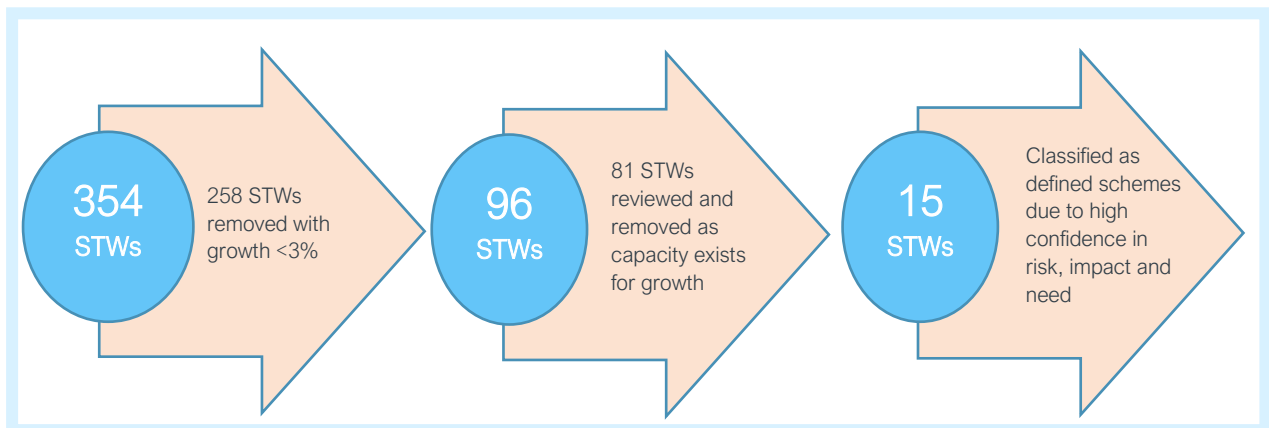 354
STWs
258 STWs
removed with
growth <3%
96
STWs
81 STWs
reviewed and
removed as
capacity exists
for growth
15
STWs
Classified as
defined schemes
due to high
confidence in
risk, impact and
need